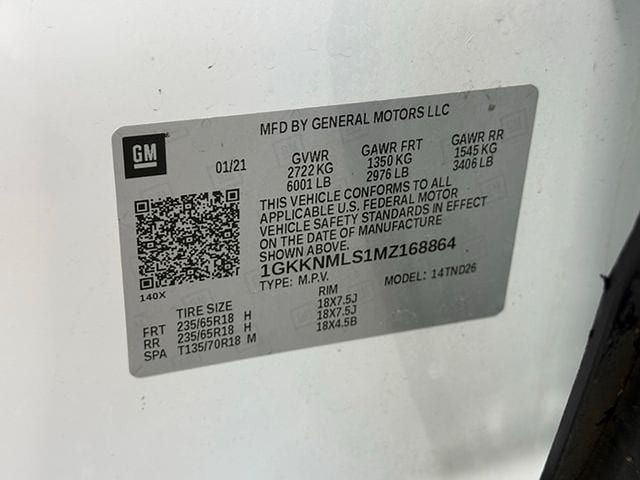 MFD BY GENERAL MOTORS LLC
GM
01/21
GVWR
2722 KG
6001 LB
GAWR FRT
1350 KG
2976 LB
GAWR RR
1545 KG
3406 LB
THIS VEHICLE CONFORMS TO ALL
APPLICABLE U.S. FEDERAL MOTOR
VEHICLE SAFETY STANDARDS IN EFFECT
ON THE DATE OF MANUFACTURE
SHOWN ABOVE.
1GKKNMLS1MZ168864
TYPE: M.P.V. MODEL: 14TND26
140X
TIRE SIZE RIM
FRT 235/65R18 H 18X7.5J
RR 235/65R18 H 18X7.5J
SPA T135/70R18 M 18X4.5B